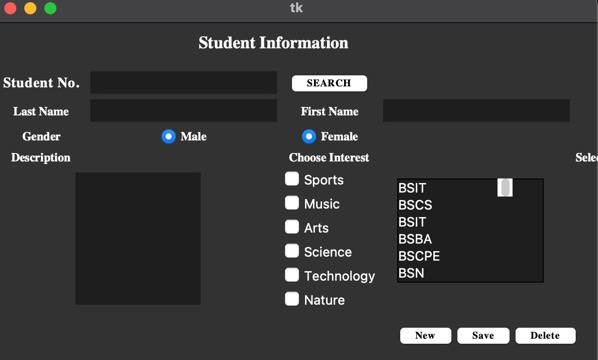 tk
Student Information
Student No. SEARCH
Last Name First Name
Gender Male Female
Description Choose Interest Selec
Sports
Music
Arts
Science
Technology
Nature
BSIT
BSCS
BSIT
BSBA
BSCPE
BSN
New Save Delete